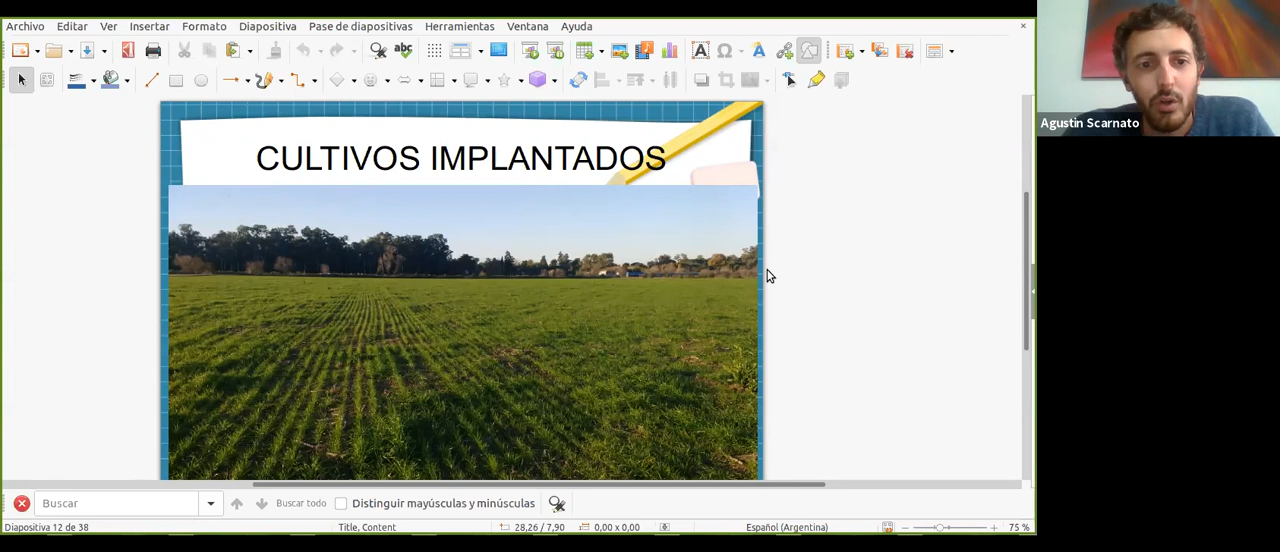 Archivo Editar Ver Insertar Formato Diapositiva Pase de diapositivas Herramientas Ventana Ayuda
abc
A Ω A
Agustin Scarnato
CULTIVOS IMPLANTADOS
Buscar Buscar todo Distinguir mayúsculas y minúsculas
Diapositiva 12 de 38 Title, Content 28,26 / 7,90 0,00 x 0,00 Español (Argentina) 75 %